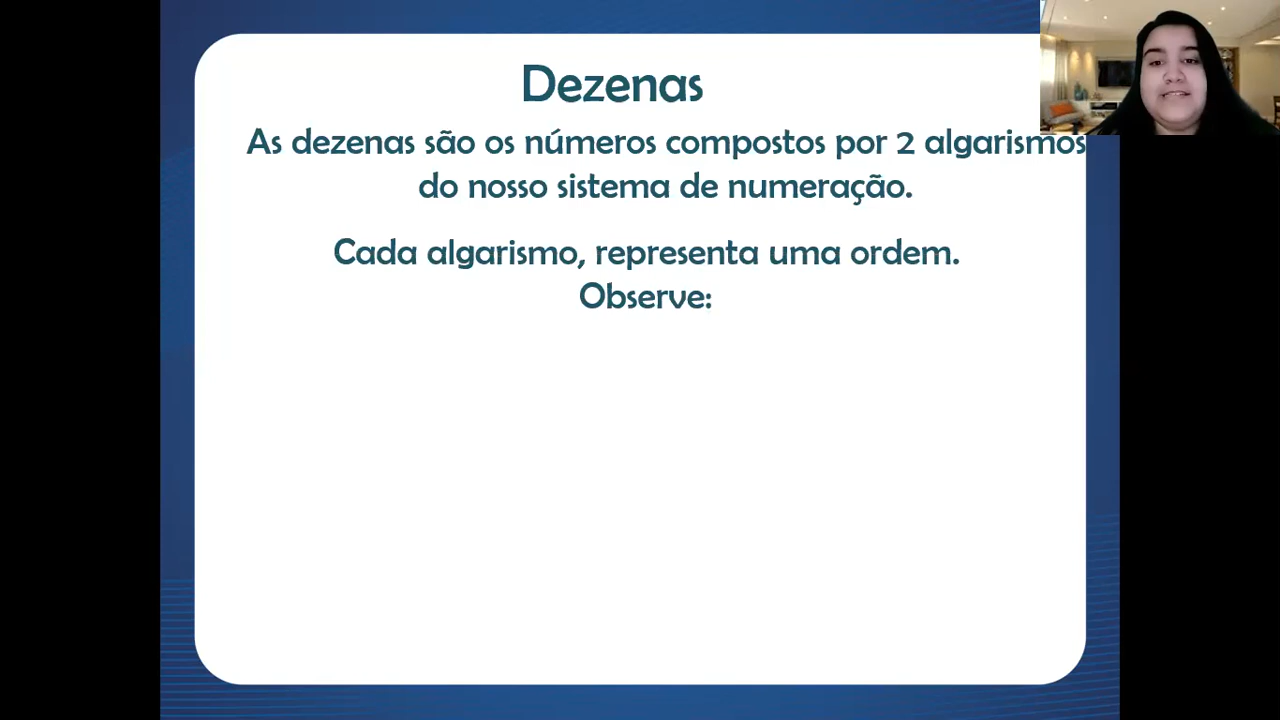 Dezenas
As dezenas são os números compostos por 2 algarismos
do nosso sistema de numeração.
Cada algarismo, representa uma ordem.
Observe: